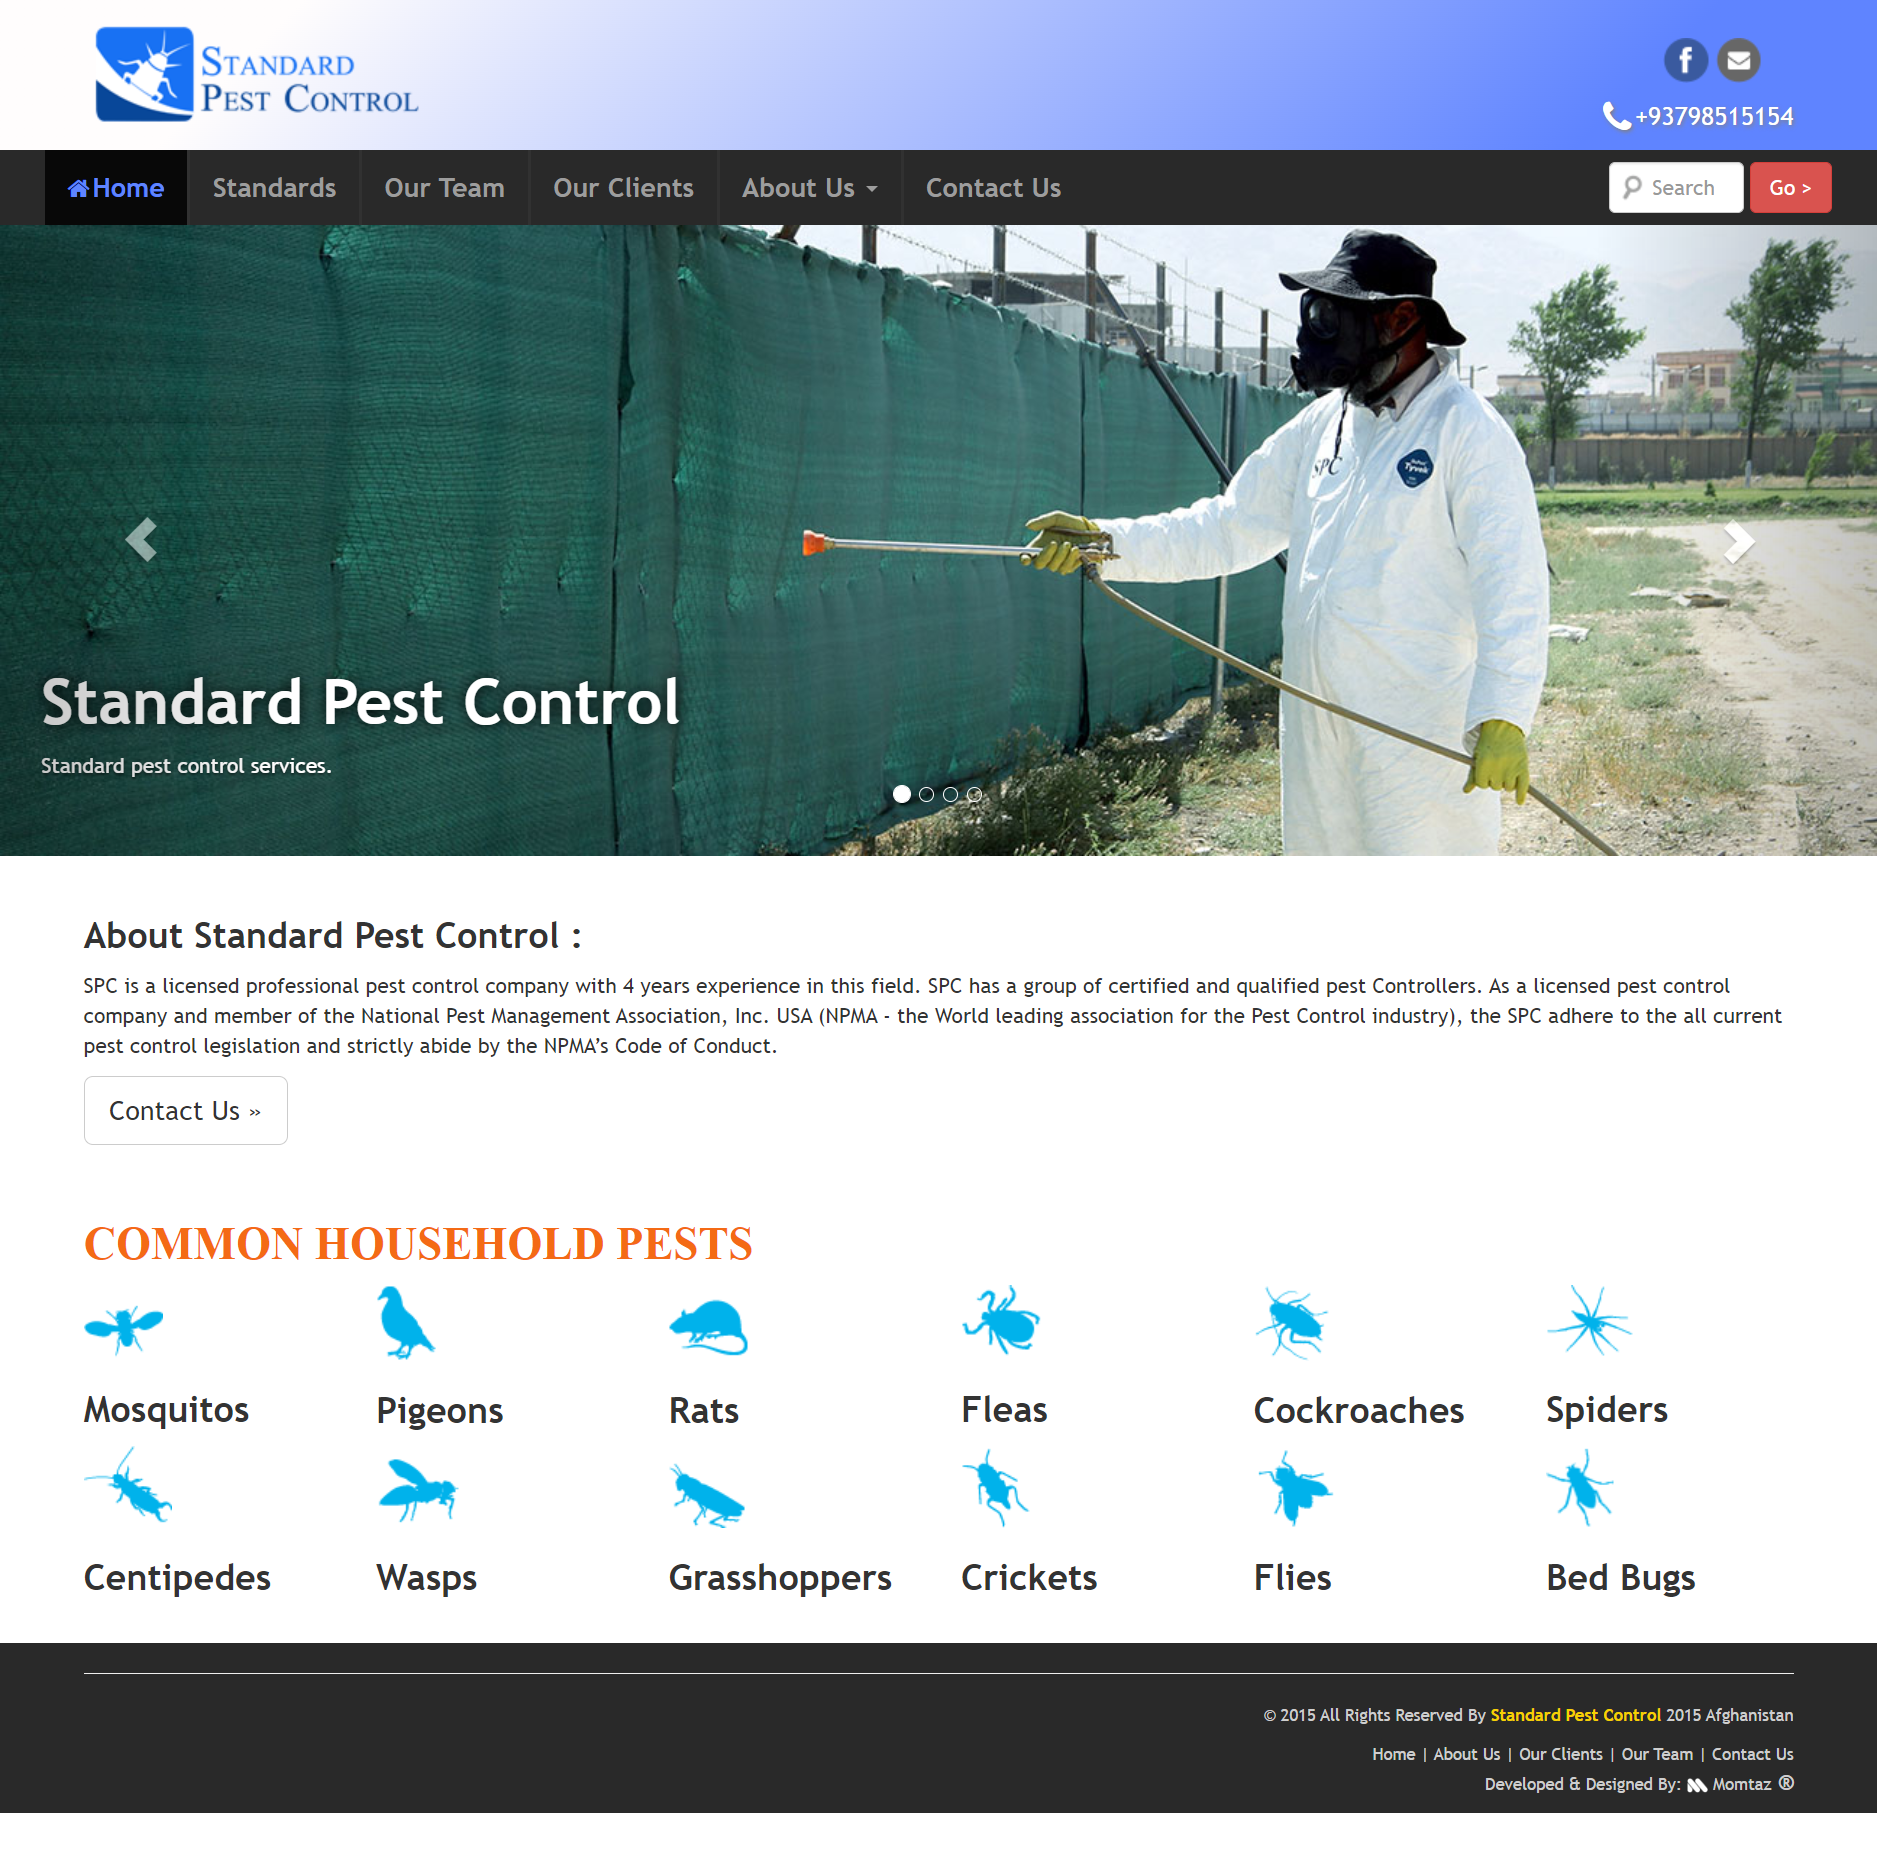 STANDARD
PEST CONTROL
+93798515154
Home
Standards
Our Team
Our Clients
About Us
Contact Us
Search
Go >
SPC
Tyvek
Standard Pest Control
Standard pest control services.
About Standard Pest Control :
SPC is a licensed professional pest control company with 4 years experience in this field. SPC has a group of certified and qualified pest Controllers. As a licensed pest control
company and member of the National Pest Management Association, Inc. USA (NPMA - the World leading association for the Pest Control industry), the SPC adhere to the all current
pest control legislation and strictly abide by the NPMA’s Code of Conduct.
Contact Us »
COMMON HOUSEHOLD PESTS
Mosquitos
Pigeons
Rats
Fleas
Cockroaches
Spiders
Centipedes
Wasps
Grasshoppers
Crickets
Flies
Bed Bugs
© 2015 All Rights Reserved By Standard Pest Control 2015 Afghanistan
Home | About Us | Our Clients | Our Team | Contact Us
Developed & Designed By: Momtaz ®